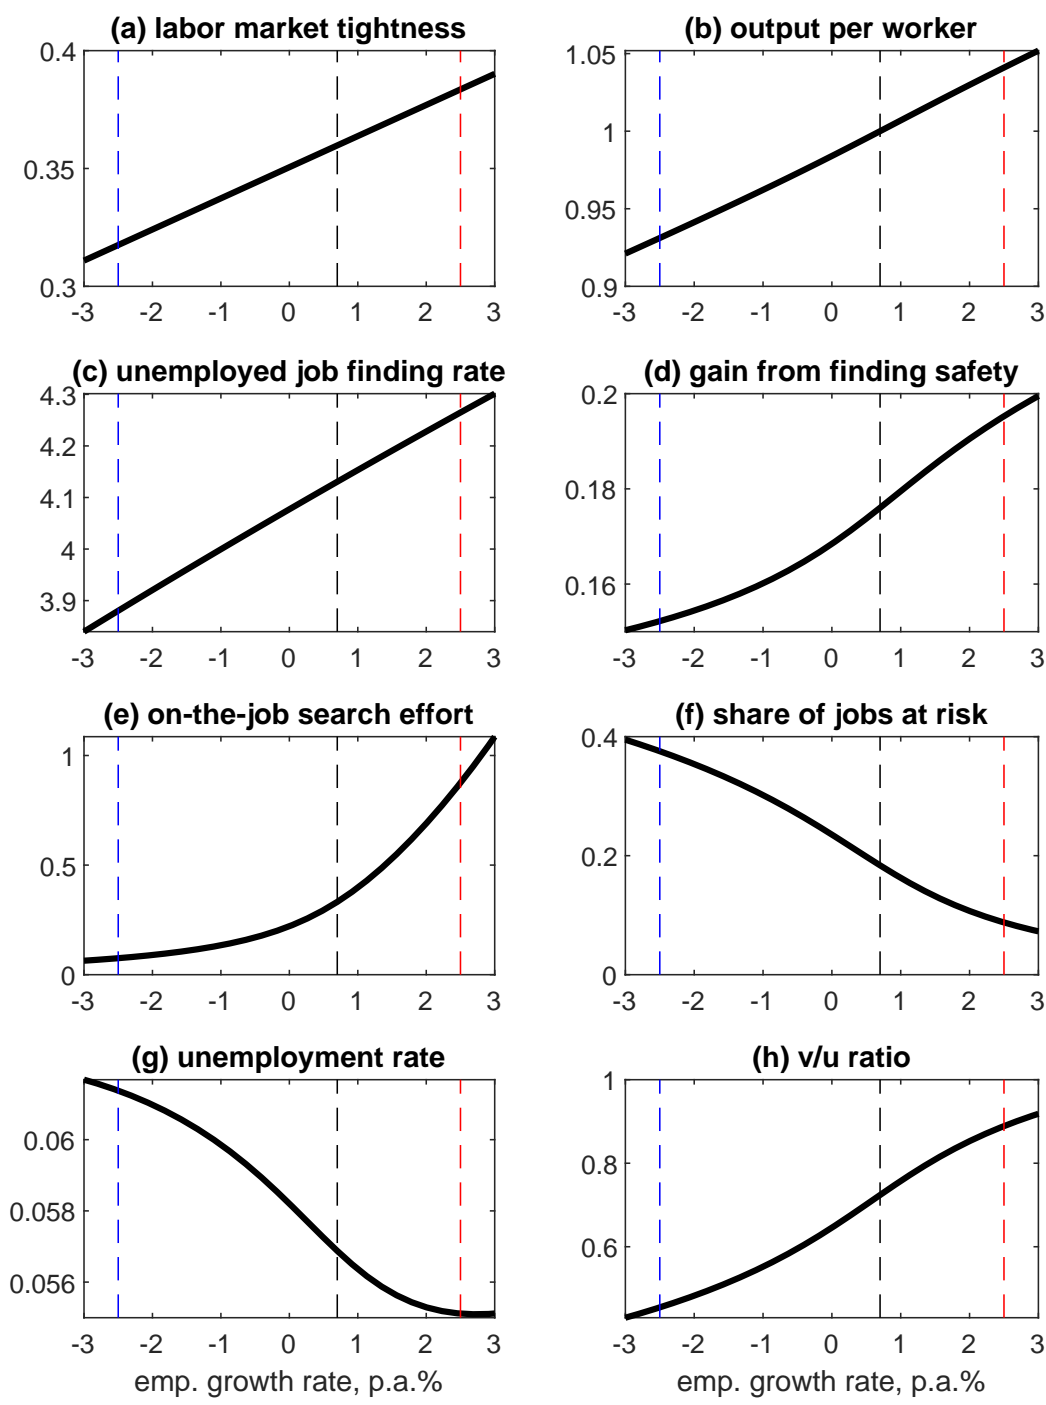 (a) labor market tightness
0.4
0.35
0.3
-3 -2 -1 0 1 2 3
(b) output per worker
1.05
1
0.95
0.9
-3 -2 -1 0 1 2 3
(c) unemployed job finding rate
4.3
4.2
4.1
4
3.9
-3 -2 -1 0 1 2 3
(d) gain from finding safety
0.2
0.18
0.16
-3 -2 -1 0 1 2 3
(e) on-the-job search effort
1
0.5
0
-3 -2 -1 0 1 2 3
(f) share of jobs at risk
0.4
0.2
0
-3 -2 -1 0 1 2 3
(g) unemployment rate
0.06
0.058
0.056
-3 -2 -1 0 1 2 3
emp. growth rate, p.a.%
(h) v/u ratio
1
0.8
0.6
-3 -2 -1 0 1 2 3
emp. growth rate, p.a.%